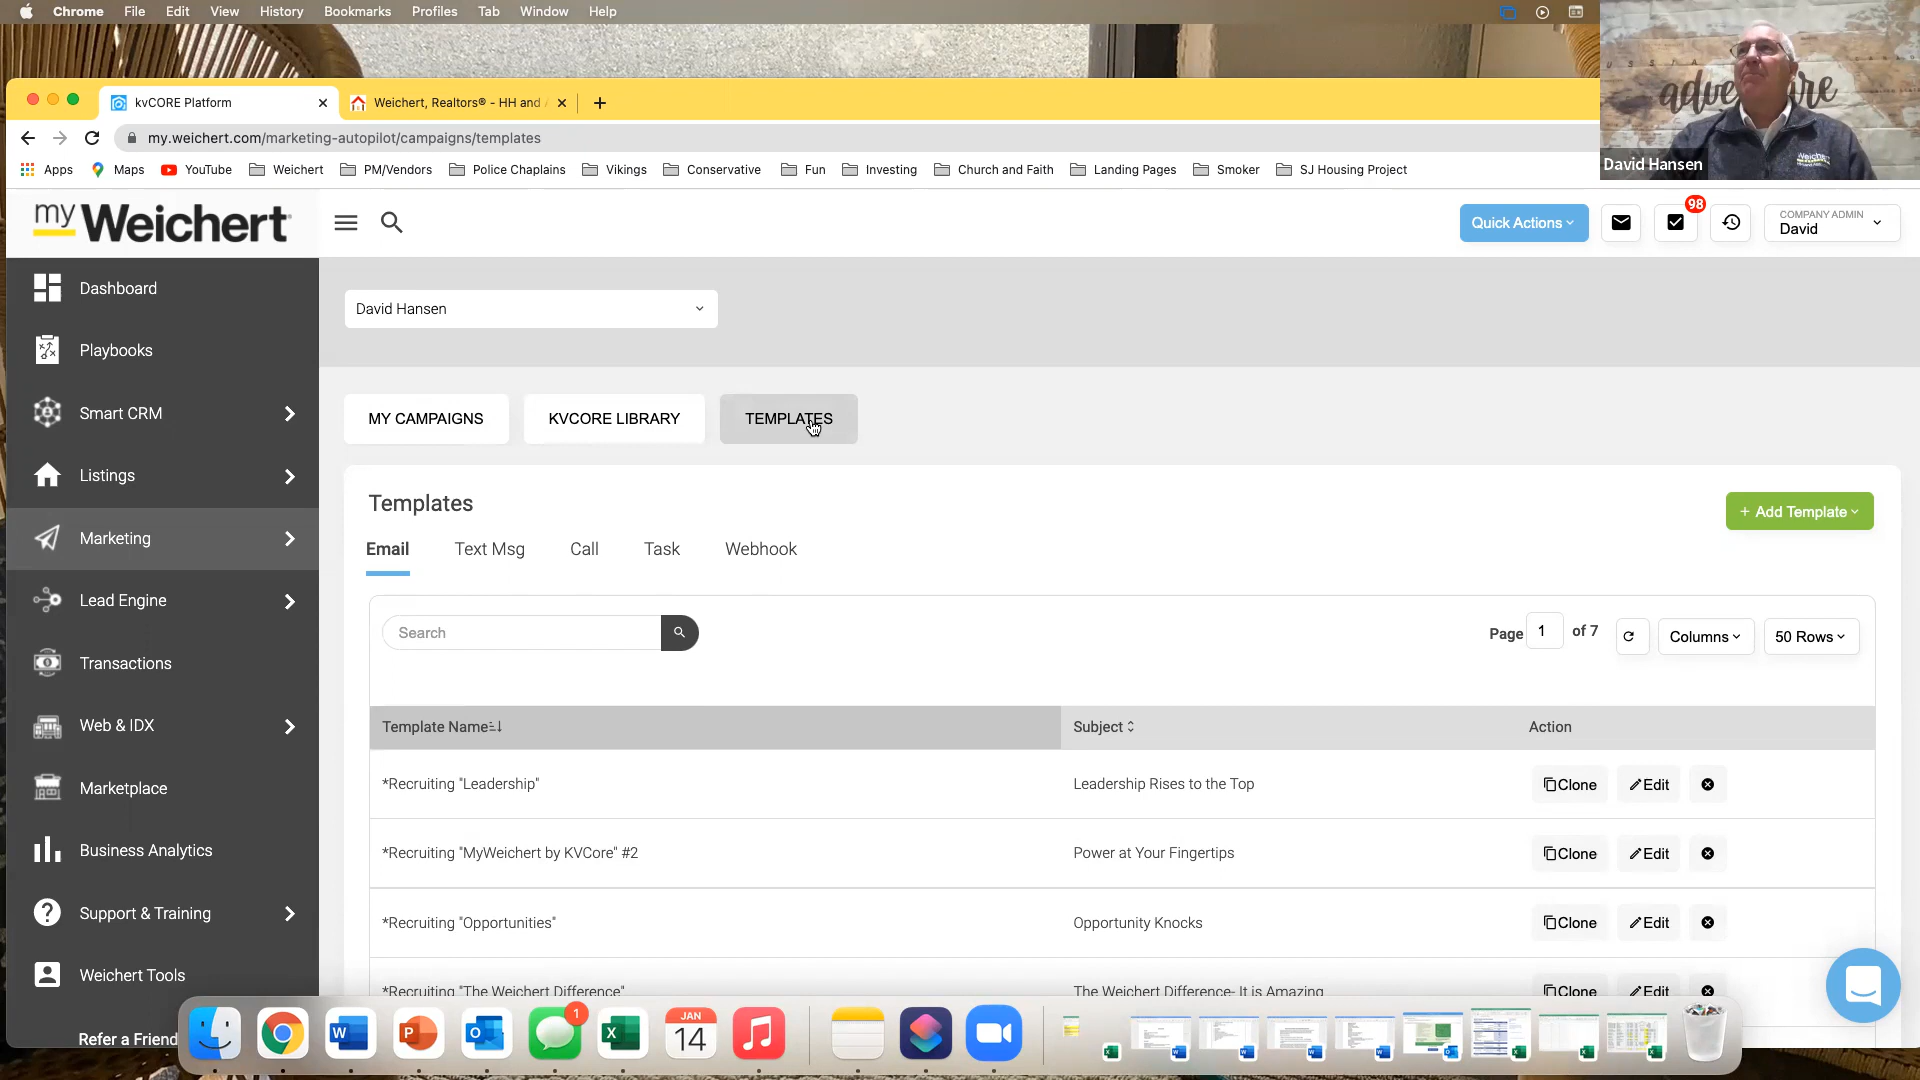 Chrome File Edit View History Bookmarks Profiles Tab Window Help
kvCORE Platform
Weichert, Realtors® - HH and
my.weichert.com/marketing-autopilot/campaigns/templates
Apps Maps YouTube Weichert PM/Vendors Police Chaplains Vikings Conservative Fun Investing Church and Faith Landing Pages Smoker SJ Housing Project
David Hansen
my Weichert
Quick Actions
98
COMPANY ADMIN
David
Dashboard
Playbooks
Smart CRM
Listings
Marketing
Lead Engine
Transactions
Web & IDX
Marketplace
Business Analytics
Support & Training
Weichert Tools
Refer a Friend
David Hansen
MY CAMPAIGNS KVCORE LIBRARY TEMPLATES
Templates
+ Add Template
Email Text Msg Call Task Webhook
Search
Page 1 of 7
Columns
50 Rows
Template Name Subject Action
*Recruiting "Leadership" Leadership Rises to the Top Clone Edit
*Recruiting "MyWeichert by KVCore" #2 Power at Your Fingertips Clone Edit
*Recruiting "Opportunities" Opportunity Knocks Clone Edit
*Recruiting "The Weichert Difference" The Weichert Difference- It is Amazing Clone Edit
1
JAN
14